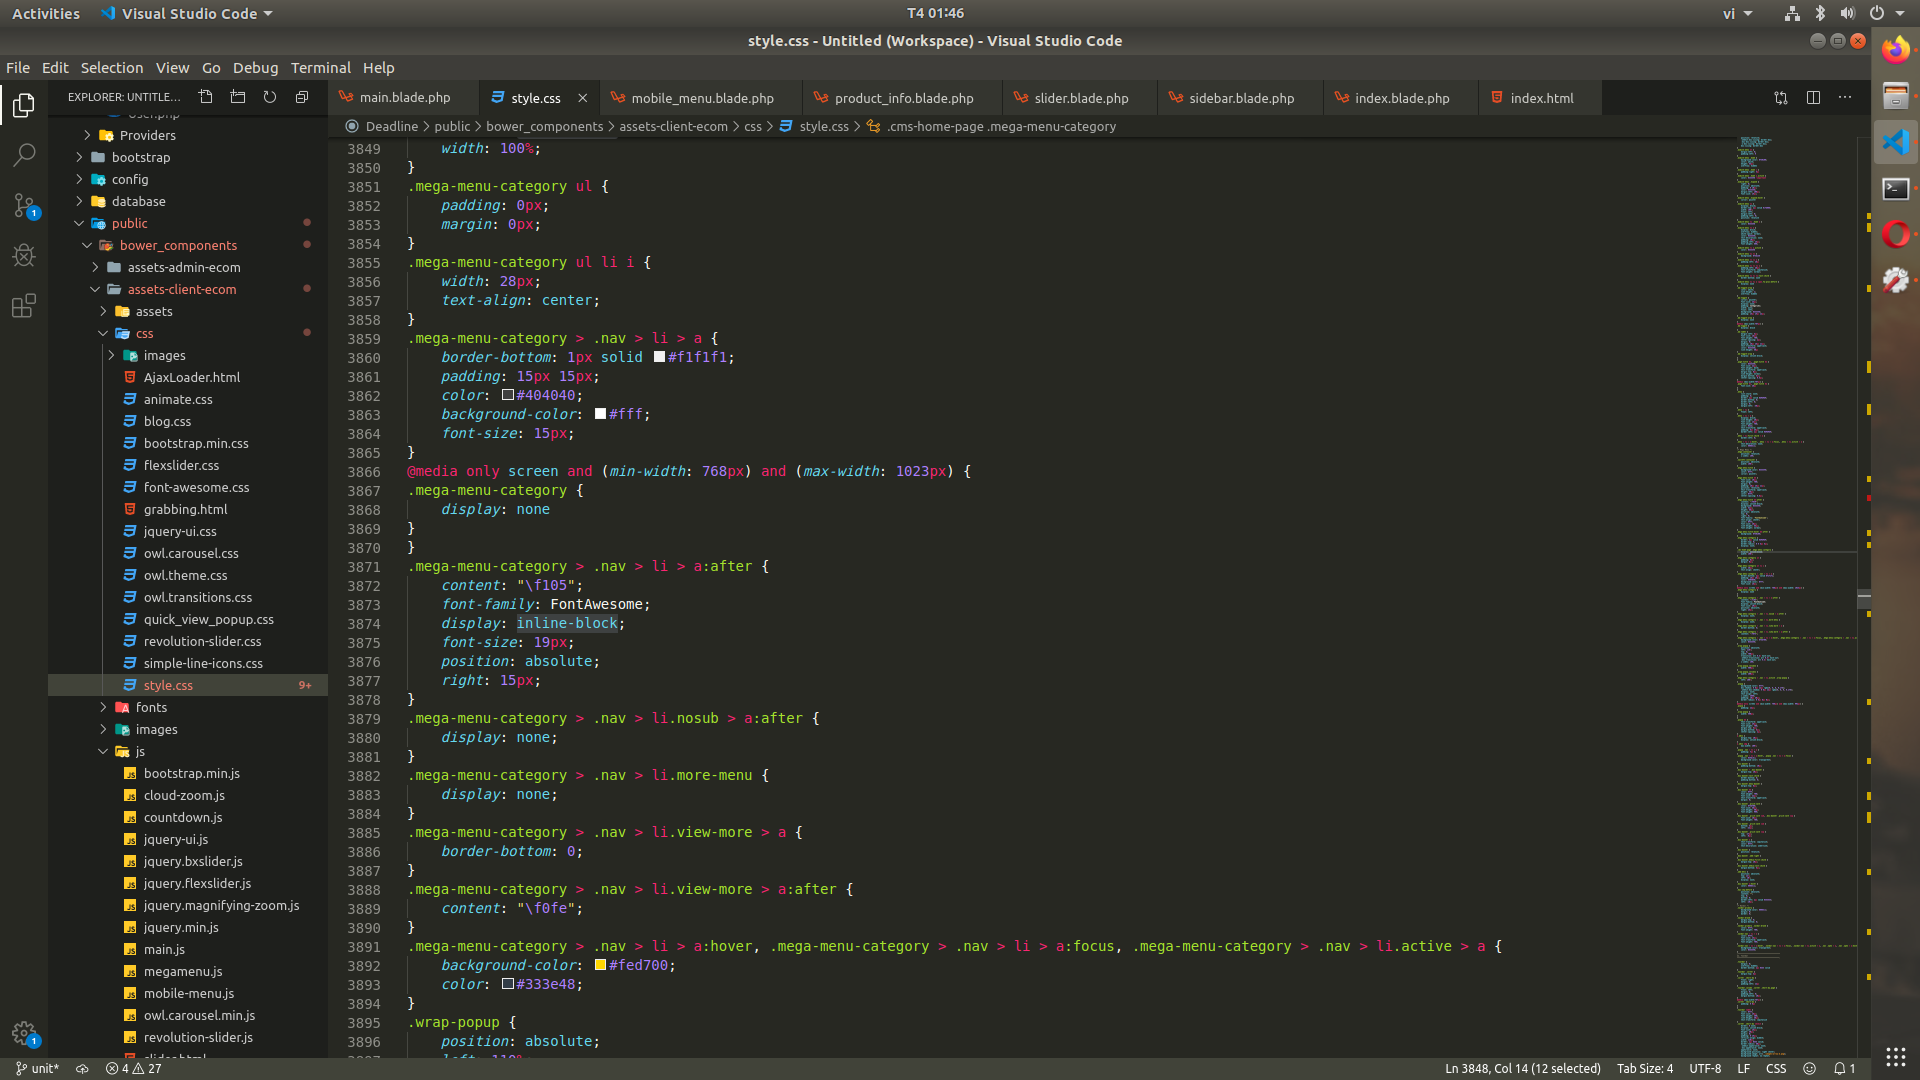 Activities
Visual Studio Code
T4 01:46
vi
style.css - Untitled (Workspace) - Visual Studio Code
File Edit Selection View Go Debug Terminal Help
EXPLORER: UNTITLE...
main.blade.php
style.css
mobile_menu.blade.php
product_info.blade.php
slider.blade.php
sidebar.blade.php
index.blade.php
index.html
Deadline > public > bower_components > assets-client-ecom > css > style.css > .cms-home-page .mega-menu-category
User.php
Providers
bootstrap
config
database
public
bower_components
assets-admin-ecom
assets-client-ecom
assets
css
images
AjaxLoader.html
animate.css
blog.css
bootstrap.min.css
flexslider.css
font-awesome.css
grabbing.html
jquery-ui.css
owl.carousel.css
owl.theme.css
owl.transitions.css
quick_view_popup.css
revolution-slider.css
simple-line-icons.css
style.css 9+
fonts
images
js
bootstrap.min.js
cloud-zoom.js
countdown.js
jquery-ui.js
jquery.bxslider.js
jquery.flexslider.js
jquery.magnifying-zoom.js
jquery.min.js
main.js
megamenu.js
mobile-menu.js
owl.carousel.min.js
revolution-slider.js
slider.html
1
1
3849 width: 100%;
3850 }
3851 .mega-menu-category ul {
3852 padding: 0px;
3853 margin: 0px;
3854 }
3855 .mega-menu-category ul li i {
3856 width: 28px;
3857 text-align: center;
3858 }
3859 .mega-menu-category > .nav > li > a {
3860 border-bottom: 1px solid #f1f1f1;
3861 padding: 15px 15px;
3862 color: #404040;
3863 background-color: #fff;
3864 font-size: 15px;
3865 }
3866 @media only screen and (min-width: 768px) and (max-width: 1023px) {
3867 .mega-menu-category {
3868 display: none
3869 }
3870 }
3871 .mega-menu-category > .nav > li > a:after {
3872 content: "\f105";
3873 font-family: FontAwesome;
3874 display: inline-block;
3875 font-size: 19px;
3876 position: absolute;
3877 right: 15px;
3878 }
3879 .mega-menu-category > .nav > li.nosub > a:after {
3880 display: none;
3881 }
3882 .mega-menu-category > .nav > li.more-menu {
3883 display: none;
3884 }
3885 .mega-menu-category > .nav > li.view-more > a {
3886 border-bottom: 0;
3887 }
3888 .mega-menu-category > .nav > li.view-more > a:after {
3889 content: "\f0fe";
3890 }
3891 .mega-menu-category > .nav > li > a:hover, .mega-menu-category > .nav > li > a:focus, .mega-menu-category > .nav > li.active > a {
3892 background-color: #fed700;
3893 color: #333e48;
3894 }
3895 .wrap-popup {
3896 position: absolute;
unit* 4 27
Ln 3848, Col 14 (12 selected) Tab Size: 4 UTF-8 LF CSS 1